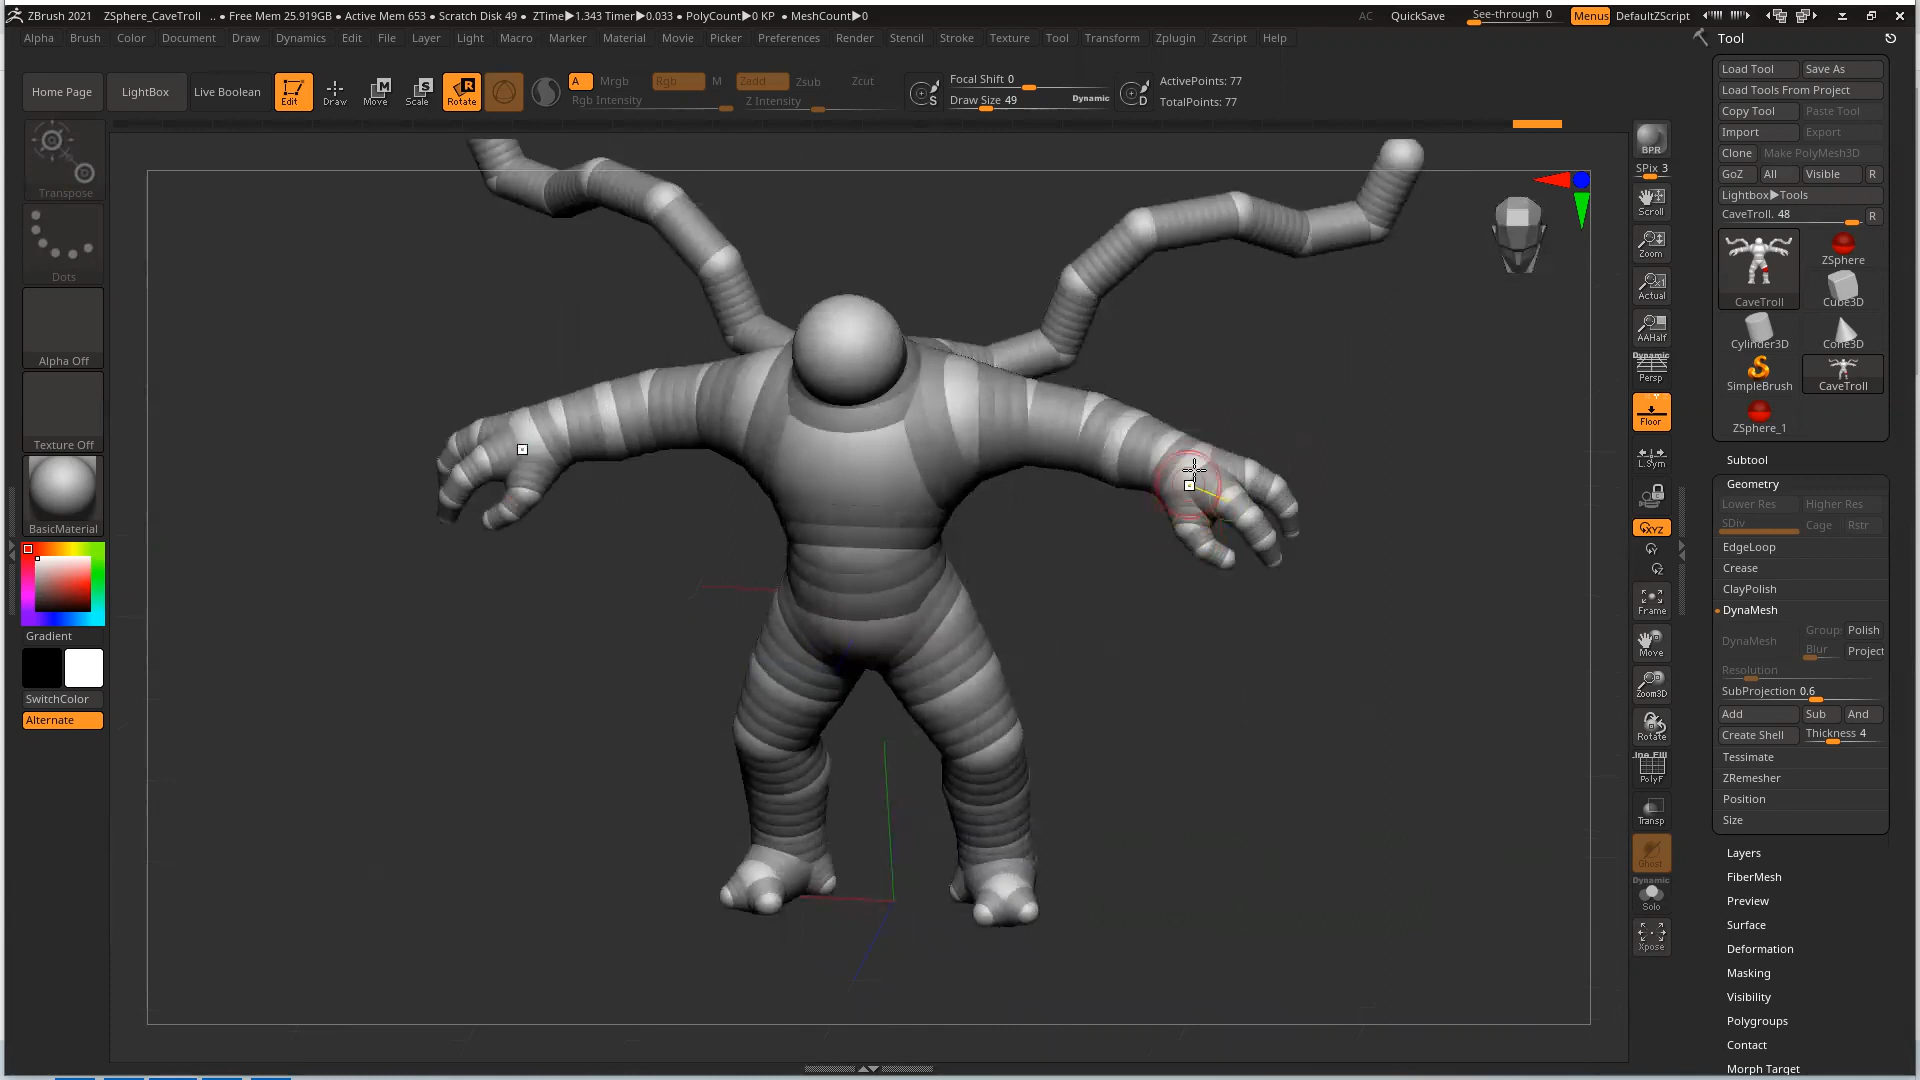 ZBrush 2021 ZSphere_CaveTroll .. ● Free Mem 25.919GB ● Active Mem 653 ● Scratch Disk 49 ● ZTime▶1.343 Timer▶0.033 ● PolyCount▶0 KP ● MeshCount▶0 AC QuickSave See-through 0 Menus DefaultZScript
Alpha Brush Color Document Draw Dynamics Edit File Layer Light Macro Marker Material Movie Picker Preferences Render Stencil Stroke Texture Tool Transform Zplugin Zscript Help
Home Page LightBox Live Boolean Edit Draw Move Scale Rotate
A Mrgb Rgb M Zadd Zsub Zcut
Rgb Intensity Z Intensity
Focal Shift 0
Draw Size 49 Dynamic
S D
ActivePoints: 77
TotalPoints: 77
Transpose
Dots
Alpha Off
Texture Off
BasicMaterial
Gradient
SwitchColor
Alternate
BPR
SPix 3
Scroll
Zoom
Actual
AAHalf
Dynamic
Persp
Floor
L.Sym
XYZ
Y
Z
Frame
Move
Zoom3D
Rotate
Line Fill
PolyF
Transp
Ghost
Dynamic
Solo
Xpose
Tool
Load Tool Save As
Load Tools From Project
Copy Tool Paste Tool
Import Export
Clone Make PolyMesh3D
GoZ All Visible R
Lightbox▶Tools
CaveTroll. 48 R
CaveTroll ZSphere
Cube3D
Cylinder3D Cone3D
SimpleBrush CaveTroll
ZSphere_1
Subtool
Geometry
Lower Res Higher Res
SDiv Cage Rstr
EdgeLoop
Crease
ClayPolish
DynaMesh
DynaMesh Group: Polish
Blur Project
Resolution
SubProjection 0.6
Add Sub And
Create Shell Thickness 4
Tessimate
ZRemesher
Position
Size
Layers
FiberMesh
Preview
Surface
Deformation
Masking
Visibility
Polygroups
Contact
Morph Target